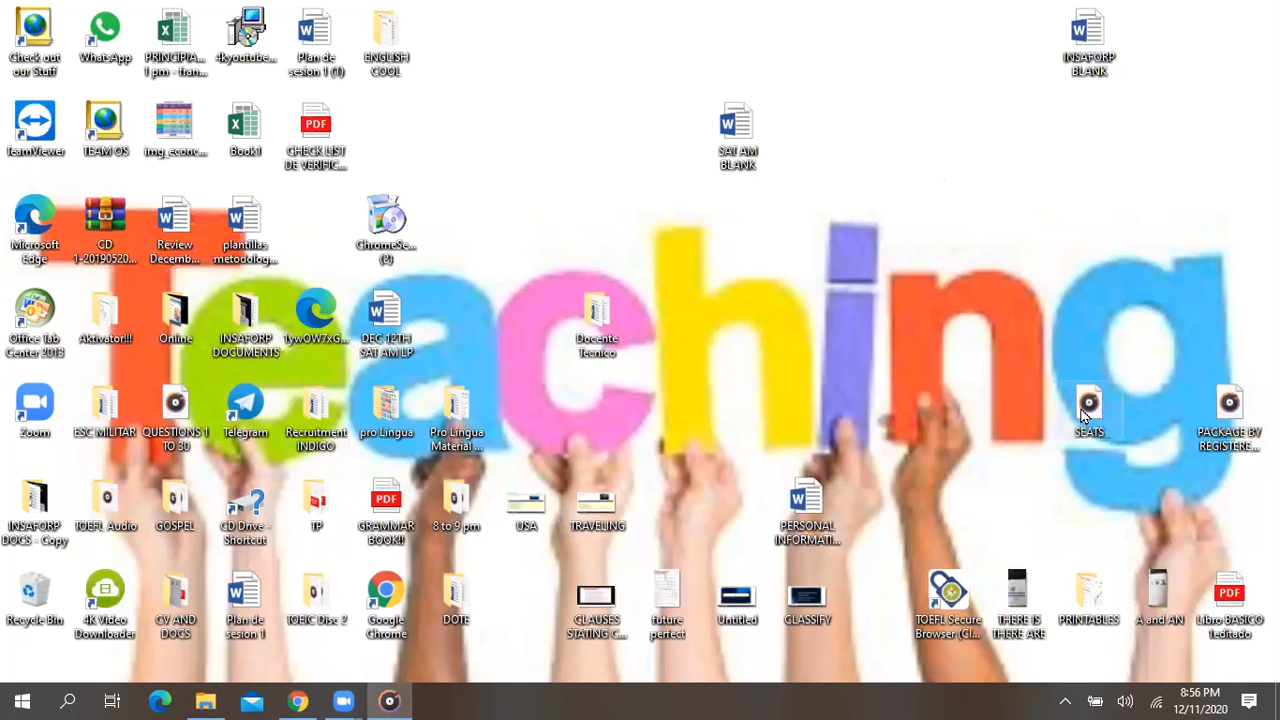 Check out our Stuff
WhatsApp
PRINCIPIA... 1 pm - fran...
4kyoutube...
Plan de sesion 1 (1)
ENGLISH COOL
INSAFORP BLANK
TeamViewer
TEAM OS
img_econc...
Book1
PDF
CHECK LIST DE VERIFIC...
SAT AM BLANK
Microsoft Edge
CD 1-20190520...
Review Decemb...
plantillas metodolog...
ChromeSe... (2)
Teaching
Office Tab Center 2013
Aktivator!!!
Online
INSAFORP DOCUMENTS
1ywOW7xG...
DEC 12TH SAT AM LP
Docente Tecnico
Zoom
ESC MILITAR
QUESTIONS 1 TO 30
Telegram
Recruitment INDIGO
pro Lingua
Pro Lingua Material ...
SEATS
PACKAGE BY REGISTERE...
INSAFORP DOCS - Copy
TOEFL Audio
GOSPEL
CD Drive - Shortcut
TP
PDF
GRAMMAR BOOK!!
8 to 9 pm
USA
TRAVELING
PERSONAL INFORMATI...
Recycle Bin
4K Video Downloader
CV AND DOCS
Plan de sesion 1
TOEIC Disc 2
Google Chrome
DOTE
CLAUSES STATING C...
future perfect
Untitled
CLASSIFY
TOEFL Secure Browser (Cl...
THERE IS THERE ARE
PRINTABLES
A and AN
PDF
Libro BASICO 1editado
8:56 PM
12/11/2020